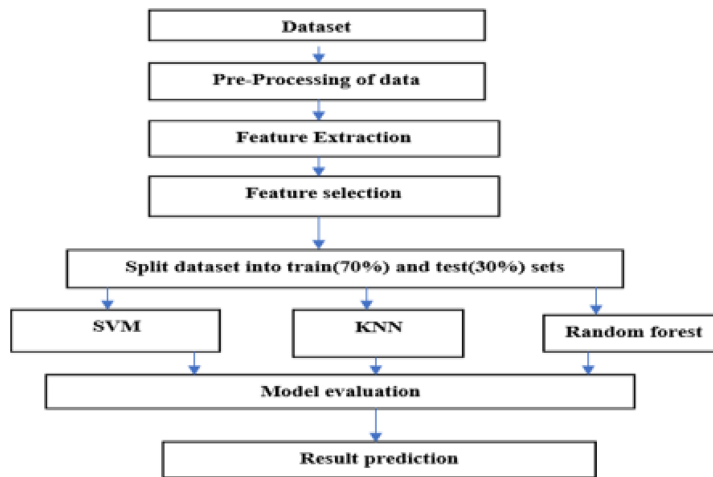 Dataset
Pre-Processing of data
Feature Extraction
Feature selection
Split dataset into train(70%) and test(30%) sets
SVM
KNN
Random forest
Model evaluation
Result prediction